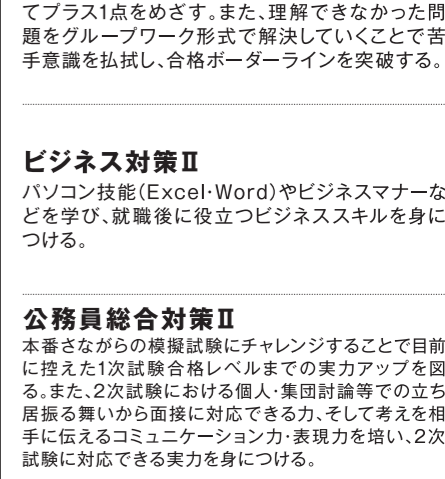 てプラス1点をめざす。また、理解できなかった問
題をグループワーク形式で解決していくことで苦
手意識を払拭し、合格ボーダーラインを突破する。
ビジネス対策Ⅱ
パソコン技能(Excel・Word)やビジネスマナーな
どを学び、就職後に役立つビジネススキルを身に
つける。
公務員総合対策Ⅱ
本番さながらの模擬試験にチャレンジすることで目前
に控えた1次試験合格レベルまでの実力アップを図
る。また、2次試験における個人・集団討論等での立ち
居振る舞いから面接に対応できる力、そして考えを相
手に伝えるコミュニケーション力・表現力を培い、2次
試験に対応できる実力を身につける。